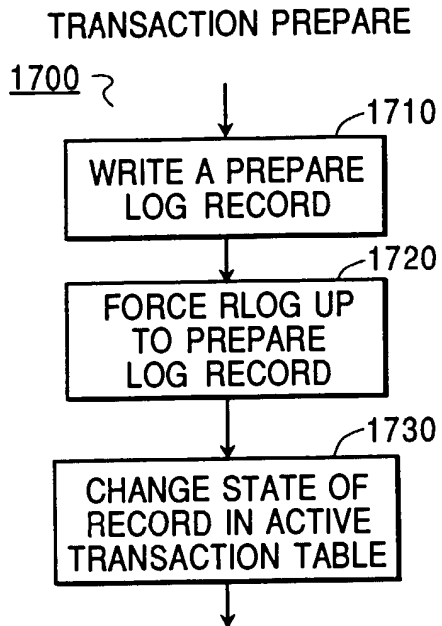 TRANSACTION PREPARE
1700
1710
WRITE A PREPARE
LOG RECORD
1720
FORCE RLOG UP
TO PREPARE
LOG RECORD
1730
CHANGE STATE OF
RECORD IN ACTIVE
TRANSACTION TABLE